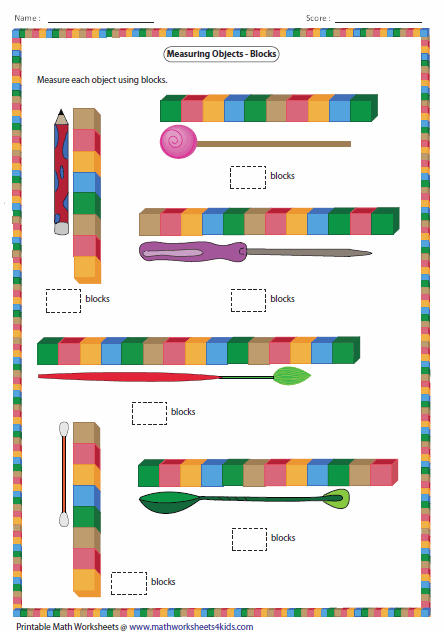 Name : Score :
Measuring Objects - Blocks
Measure each object using blocks.
blocks
blocks blocks
blocks
blocks
blocks
Printable Math Worksheets @ www.mathworksheets4kids.com